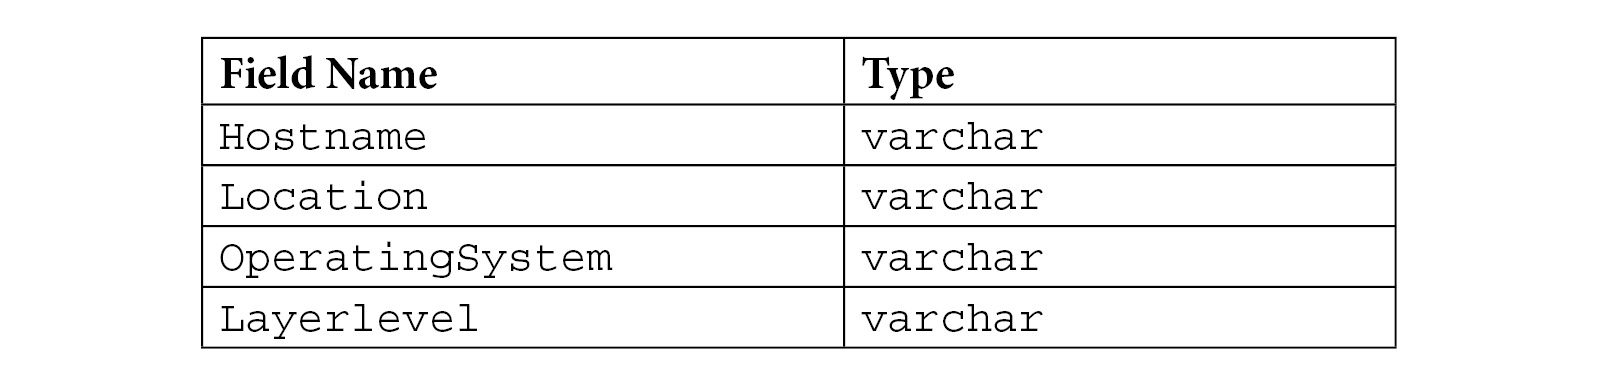 Field Name Type
Hostname varchar
Location varchar
OperatingSystem varchar
Layerlevel varchar